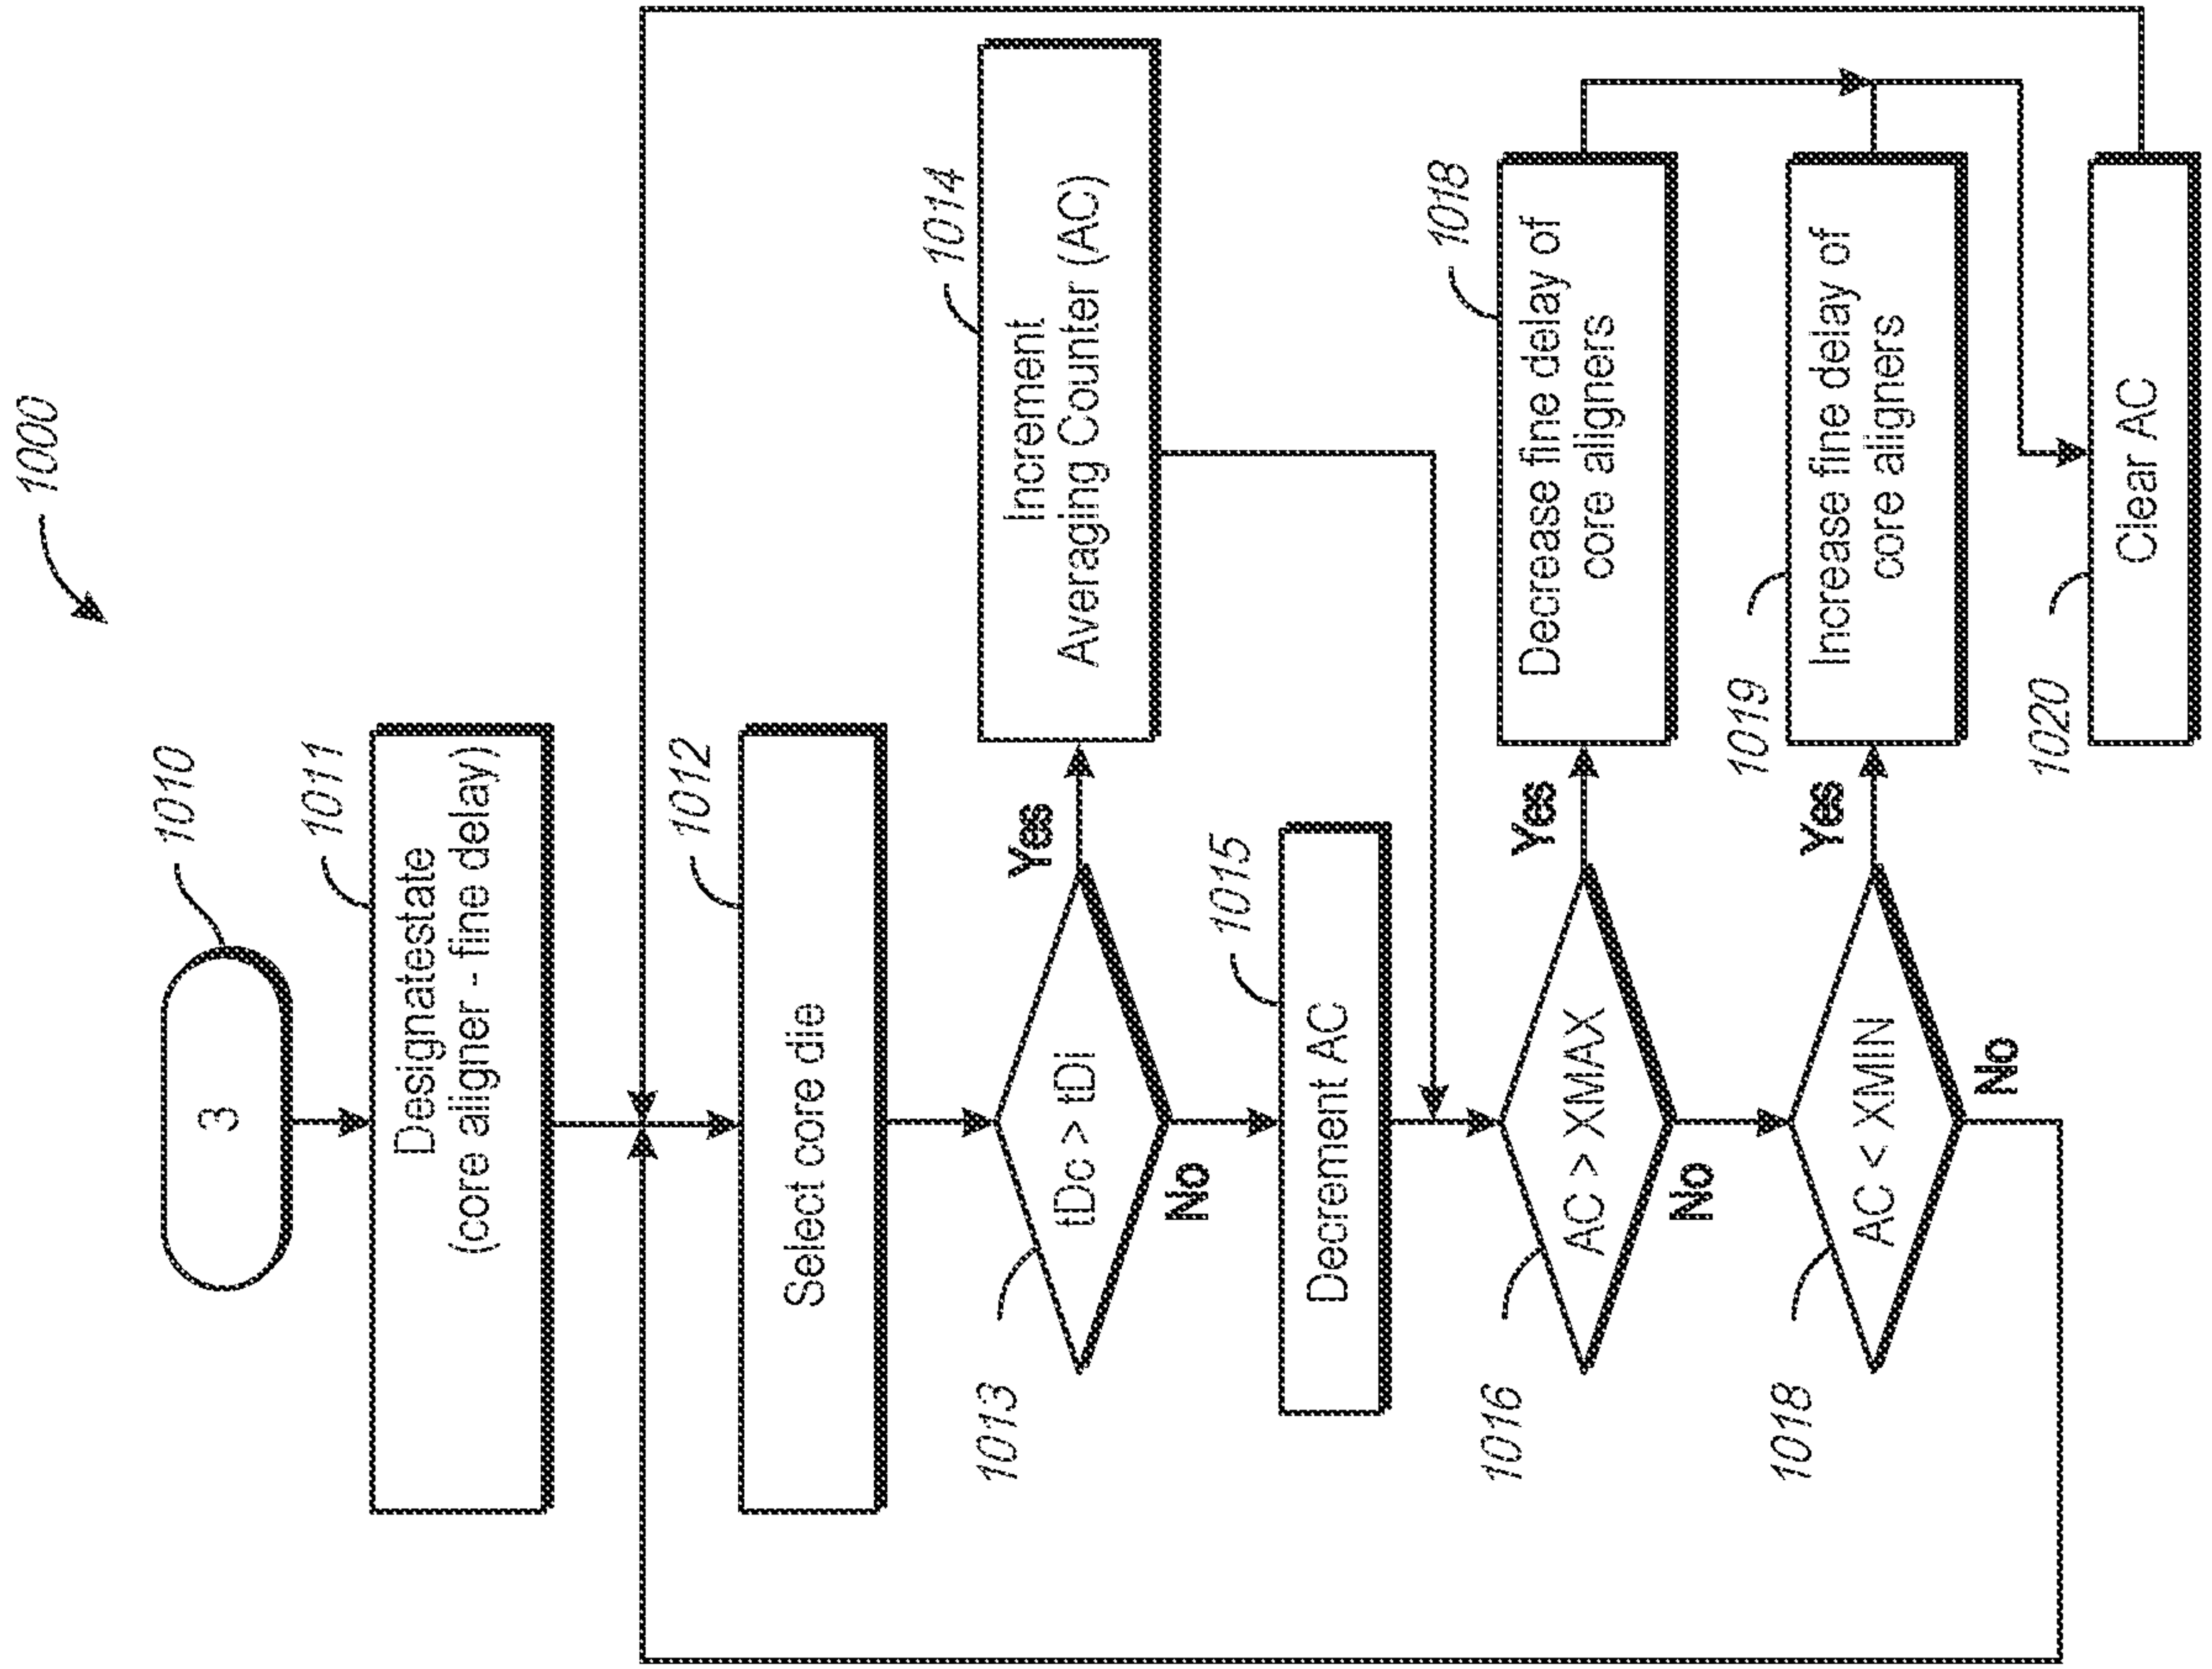 1000
1010
3
1011
Designatestate
(core aligner - fine delay)
1012
Select core die
1013
tDc > tDi
Yes
No
1014
Increment
Averaging Counter (AC)
1015
Decrement AC
1016
AC > XMAX
Yes
No
1018
Decrease fine delay of
core aligners
1018
AC < XMIN
Yes
No
1019
Increase fine delay of
core aligners
1020
Clear AC